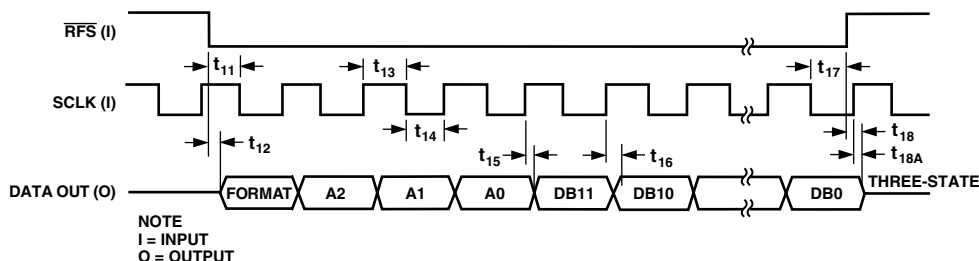 RFS (I)
t11
t13
t17
SCLK (I)
t14
t12
t15
t16
t18
t18A
DATA OUT (O)
FORMAT
A2
A1
A0
DB11
DB10
DB0
THREE-STATE
NOTE
I = INPUT
O = OUTPUT